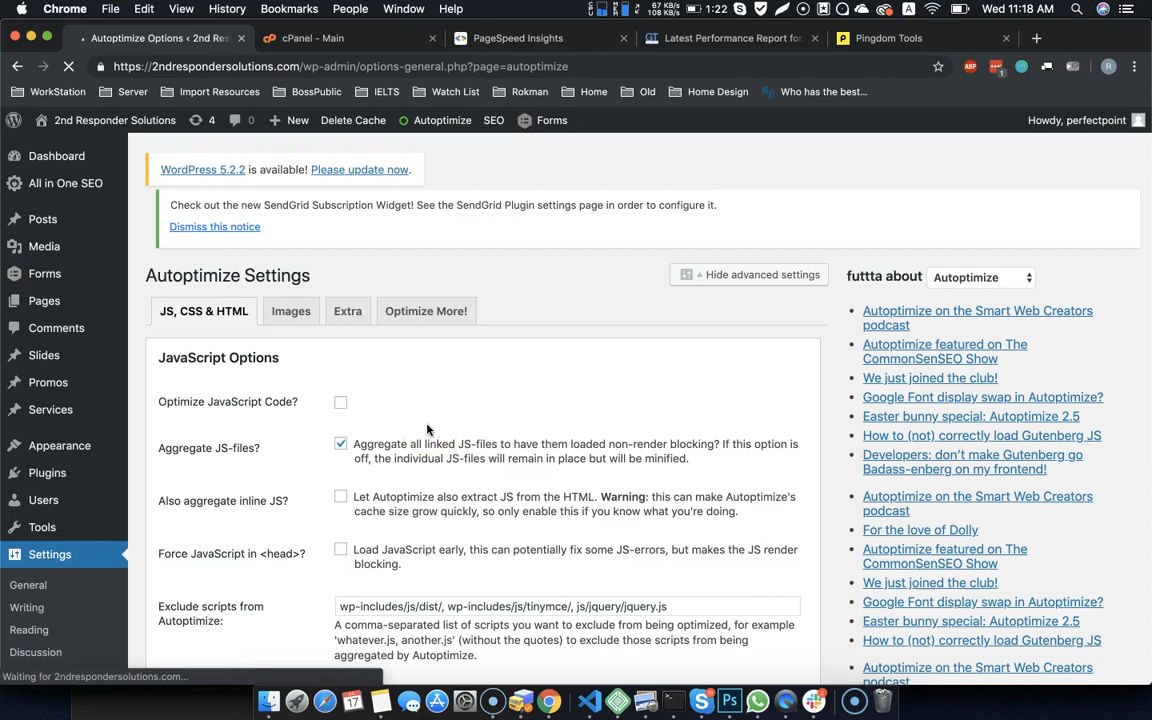 Chrome File Edit View History Bookmarks People Window Help 67 KB/s 108 KB/s 1:22 A Wed 11:18 AM
Autoptimize Options < 2nd Res cPanel - Main PageSpeed Insights GT Latest Performance Report for Pingdom Tools
https://2ndrespondersolutions.com/wp-admin/options-general.php?page=autoptimize ABP 1 R
WorkStation Server Import Resources BossPublic IELTS Watch List Rokman Home Old Home Design Who has the best...
2nd Responder Solutions 4 0 New Delete Cache Autoptimize SEO Forms Howdy, perfectpoint
Dashboard
All in One SEO
Posts
Media
Forms
Pages
Comments
Slides
Promos
Services
Appearance
Plugins
Users
Tools
Settings
General
Writing
Reading
Discussion
WordPress 5.2.2 is available! Please update now.
Check out the new SendGrid Subscription Widget! See the SendGrid Plugin settings page in order to configure it.
Dismiss this notice
Autoptimize Settings
Hide advanced settings
JS, CSS & HTML Images Extra Optimize More!
JavaScript Options
Optimize JavaScript Code?
Aggregate JS-files?
Aggregate all linked JS-files to have them loaded non-render blocking? If this option is
off, the individual JS-files will remain in place but will be minified.
Also aggregate inline JS?
Let Autoptimize also extract JS from the HTML. Warning: this can make Autoptimize's
cache size grow quickly, so only enable this if you know what you're doing.
Force JavaScript in <head>?
Load JavaScript early, this can potentially fix some JS-errors, but makes the JS render
blocking.
Exclude scripts from
Autoptimize:
wp-includes/js/dist/, wp-includes/js/tinymce/, js/jquery/jquery.js
A comma-separated list of scripts you want to exclude from being optimized, for example
'whatever.js, another.js' (without the quotes) to exclude those scripts from being
aggregated by Autoptimize.
futtta about Autoptimize
Autoptimize on the Smart Web Creators
podcast
Autoptimize featured on The
CommonSenSEO Show
We just joined the club!
Google Font display swap in Autoptimize?
Easter bunny special: Autoptimize 2.5
How to (not) correctly load Gutenberg JS
Developers: don't make Gutenberg go
Badass-enberg on my frontend!
Autoptimize on the Smart Web Creators
podcast
For the love of Dolly
Autoptimize featured on The
CommonSenSEO Show
We just joined the club!
Google Font display swap in Autoptimize?
Easter bunny special: Autoptimize 2.5
How to (not) correctly load Gutenberg JS
Autoptimize on the Smart Web Creators
podcast
Waiting for 2ndrespondersolutions.com...
17
Ps